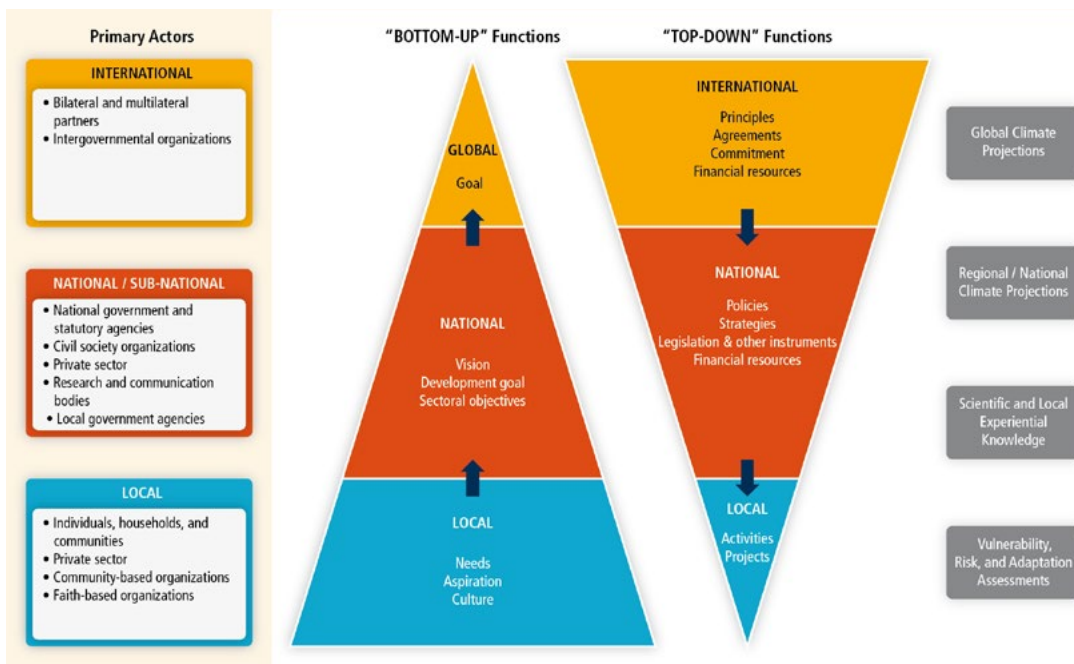 Primary Actors
"BOTTOM-UP" Functions
"TOP-DOWN" Functions
INTERNATIONAL
• Bilateral and multilateral
partners
• Intergovernmental organizations
NATIONAL / SUB-NATIONAL
• National government and
statutory agencies
• Civil society organizations
• Private sector
• Research and communication
bodies
• Local government agencies
LOCAL
• Individuals, households, and
communities
• Private sector
• Community-based organizations
• Faith-based organizations
GLOBAL
Goal
NATIONAL
Vision
Development goal
Sectoral objectives
LOCAL
Needs
Aspiration
Culture
INTERNATIONAL
Principles
Agreements
Commitment
Financial resources
NATIONAL
Policies
Strategies
Legislation & other instruments
Financial resources
LOCAL
Activities
Projects
Global Climate
Projections
Regional / National
Climate Projections
Scientific and Local
Experiential
Knowledge
Vulnerability,
Risk, and Adaptation
Assessments